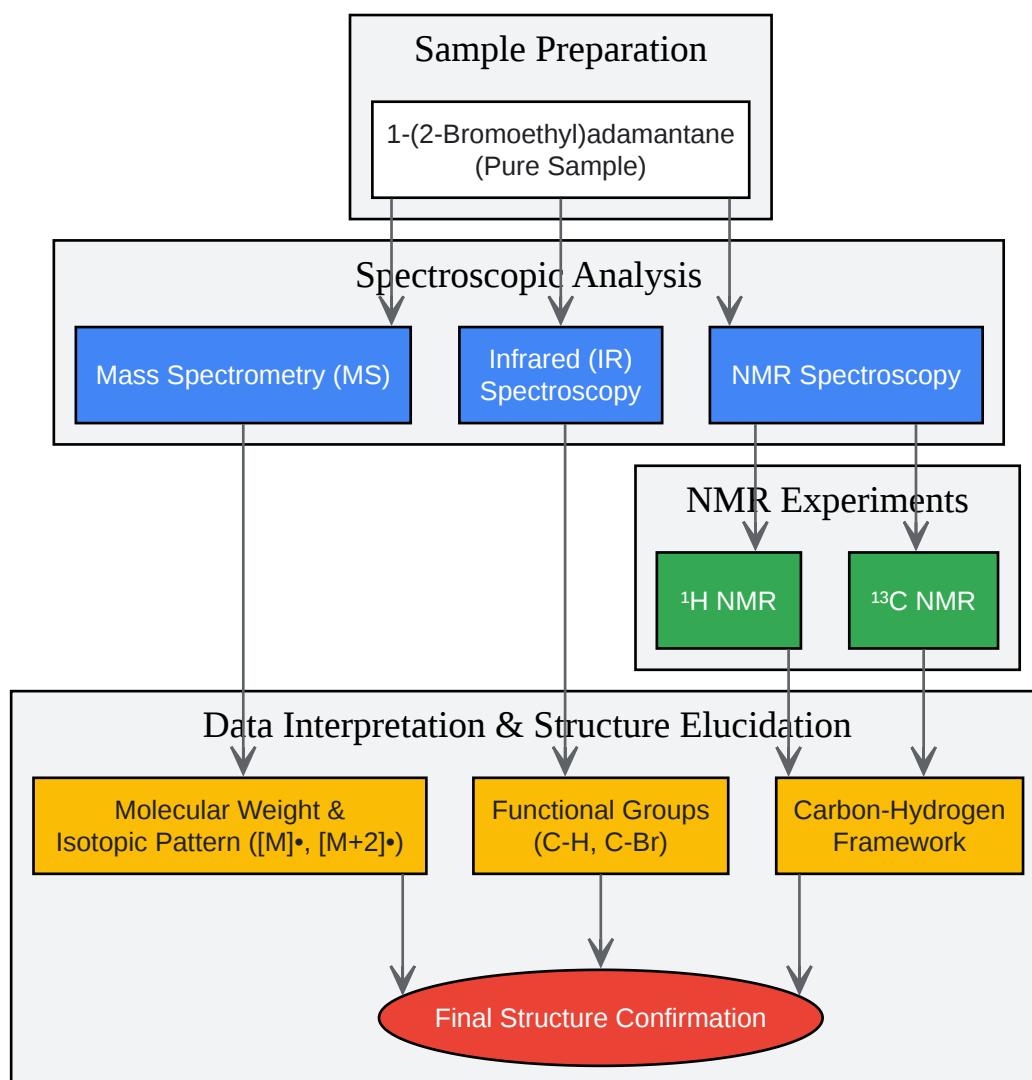 Sample Preparation
1-(2-Bromoethyl)adamantane
(Pure Sample)
Spectroscopic Analysis
Mass Spectrometry (MS)
Infrared (IR)
Spectroscopy
NMR Spectroscopy
NMR Experiments
¹H NMR
¹³C NMR
Data Interpretation & Structure Elucidation
Molecular Weight &
Isotopic Pattern ([M]•, [M+2]•)
Functional Groups
(C-H, C-Br)
Carbon-Hydrogen
Framework
Final Structure Confirmation